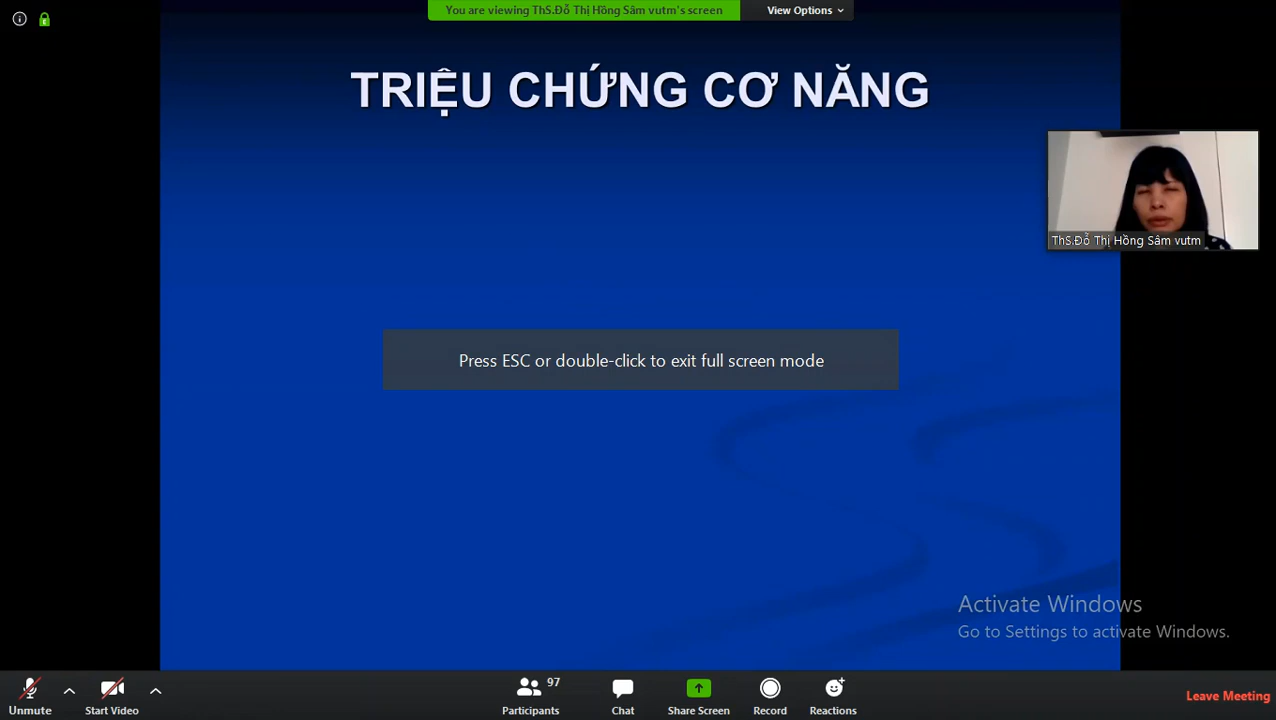 You are viewing ThS.Đỗ Thị Hồng Sâm vutm's screen
View Options
TRIỆU CHỨNG CƠ NĂNG
ThS.Đỗ Thị Hồng Sâm vutm
Press ESC or double-click to exit full screen mode
Activate Windows
Go to Settings to activate Windows.
Unmute
Start Video
97
Participants
Chat
Share Screen
Record
Reactions
Leave Meeting